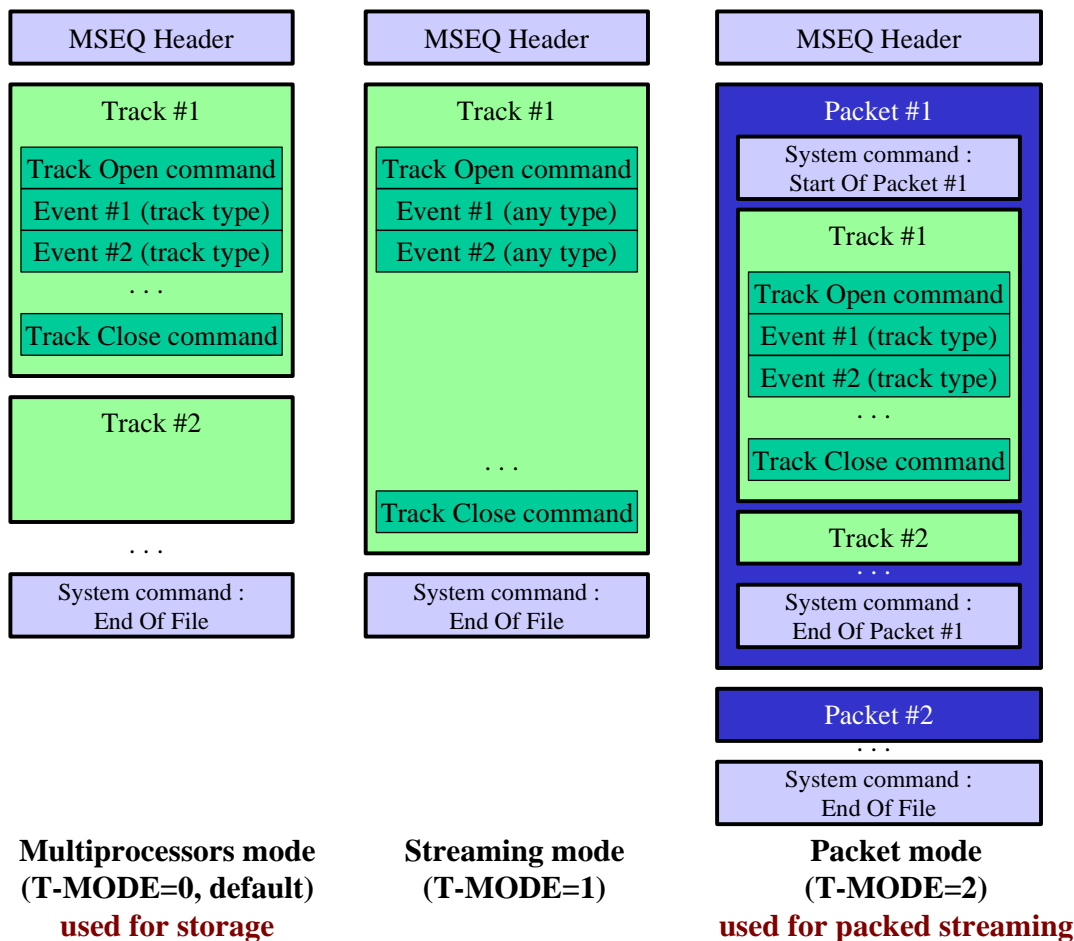 MSEQ Header
Track #1
Track Open command
Event #1 (track type)
Event #2 (track type)
. . .
Track Close command
Track #2
. . .
System command :
End Of File
Multiprocessors mode
(T-MODE=0, default)
used for storage
MSEQ Header
Track #1
Track Open command
Event #1 (any type)
Event #2 (any type)
. . .
Track Close command
System command :
End Of File
Streaming mode
(T-MODE=1)
MSEQ Header
Packet #1
System command :
Start Of Packet #1
Track #1
Track Open command
Event #1 (track type)
Event #2 (track type)
. . .
Track Close command
Track #2
. . .
System command :
End Of Packet #1
Packet #2
. . .
System command :
End Of File
Packet mode
(T-MODE=2)
used for packed streaming